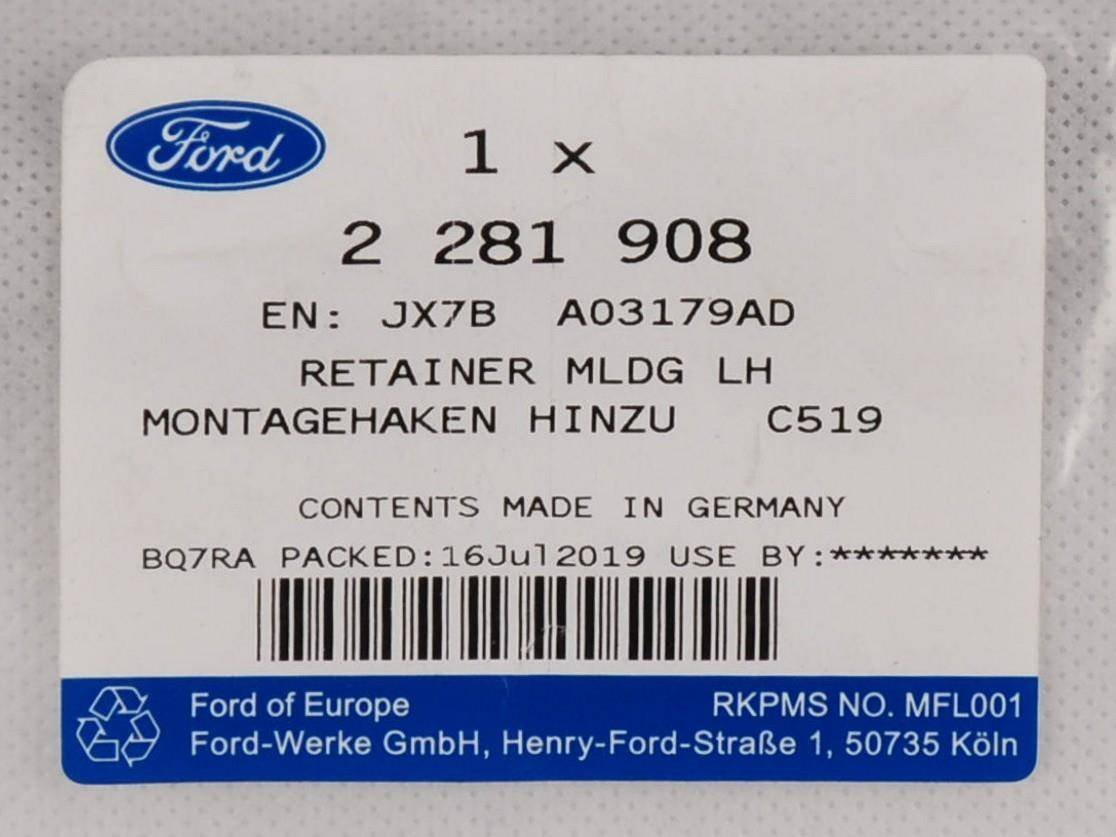 Ford 1 x
2 281 908
EN: JX7B A03179AD
RETAINER MLDG LH
MONTAGEHAKEN HINZU C519
CONTENTS MADE IN GERMANY
BQ7RA PACKED:16Jul2019 USE BY:*******
Ford of Europe RKPMS NO. MFL001
Ford-Werke GmbH, Henry-Ford-Straße 1, 50735 Köln